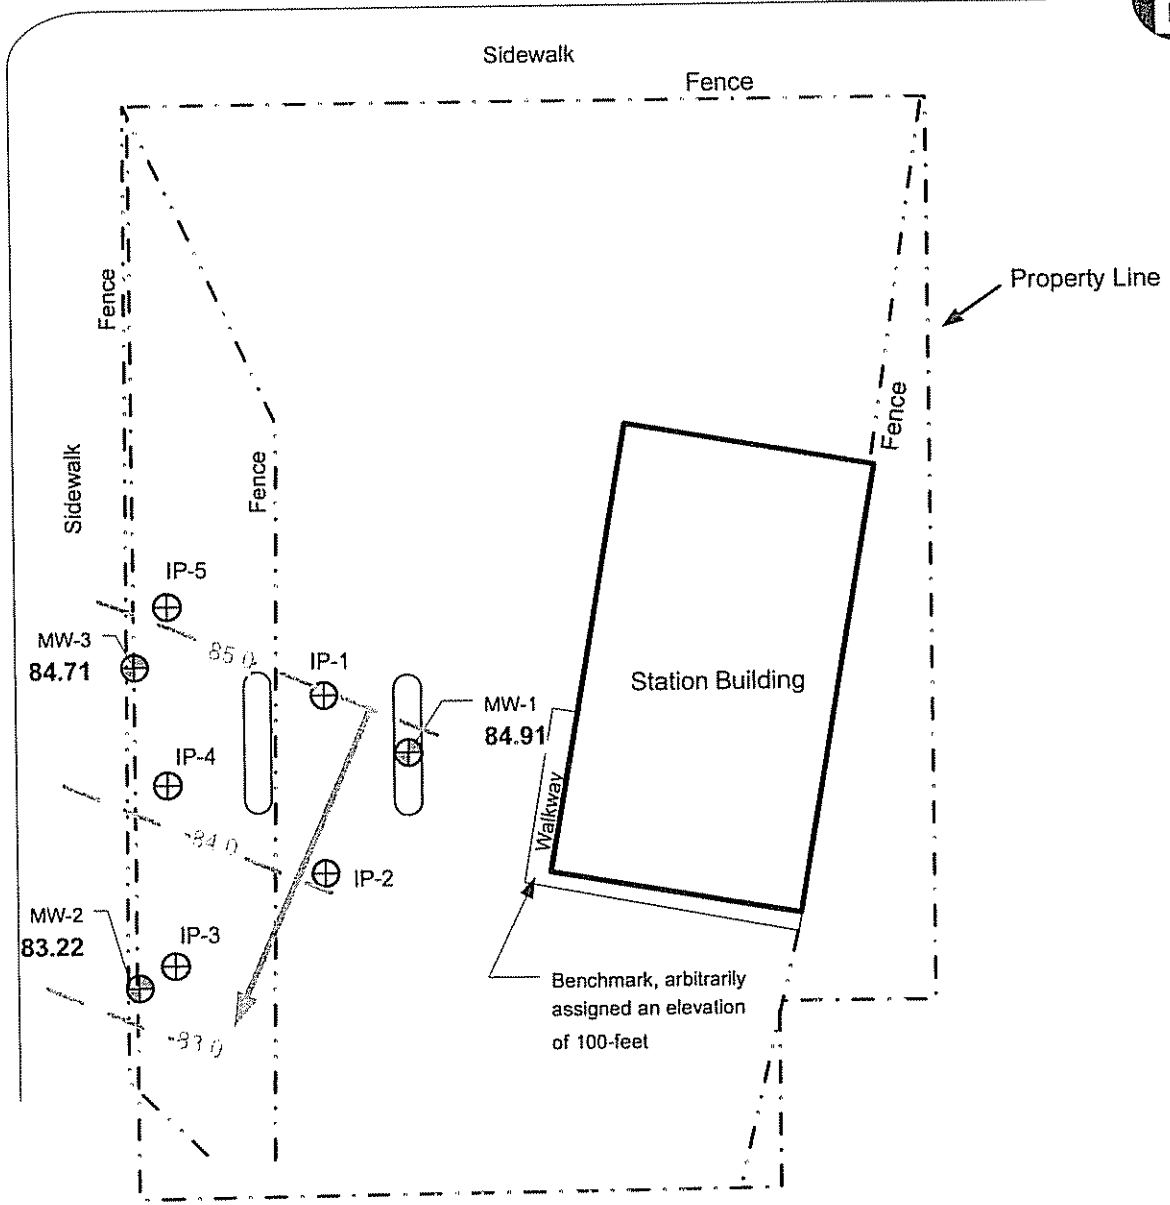 Sidewalk
Fence
Fence
Property Line
Fence
Sidewalk
Fence
IP-5
MW-3
84.71
85.0
IP-1
Station Building
MW-1
84.91
IP-4
Walkway
84.0
IP-2
MW-2
83.22
IP-3
Benchmark, arbitrarily
assigned an elevation
of 100-feet
83.0